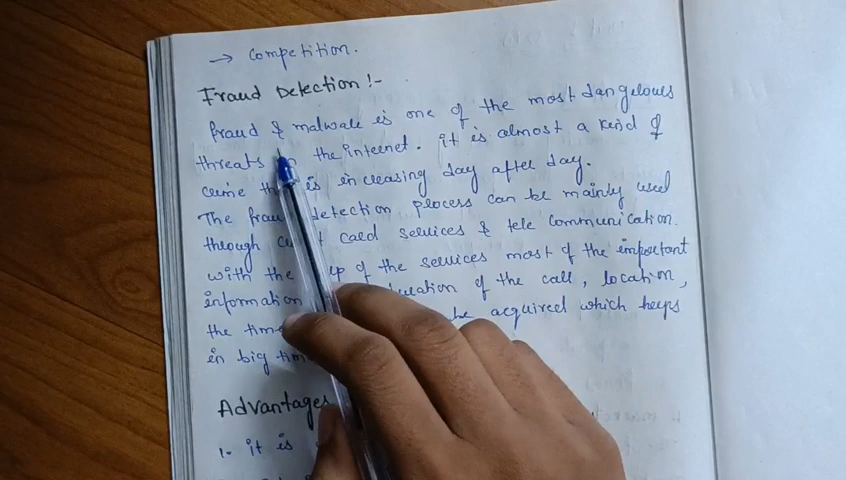 → Competition.
Fraud Detection :-
fraud & malware is one of the most dangerous
threats the internet. it is almost a kind of
crime is increasing day after day.
The detection process can be mainly used
through card services & tele communication.
with the of the services most of the important
information of the call, location,
the be acquired which helps
in big
Advantages
1. it is